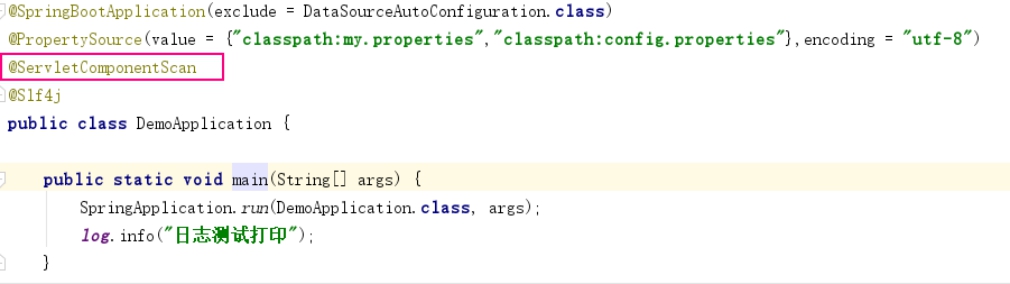 @SpringBootApplication(exclude = DataSourceAutoConfiguration.class)
@PropertySource(value = {"classpath:my.properties","classpath:config.properties"},encoding = "utf-8")
@ServletComponentScan
@Slf4j
public class DemoApplication {
public static void main(String[] args) {
SpringApplication.run(DemoApplication.class, args);
log.info("日志测试打印");
}